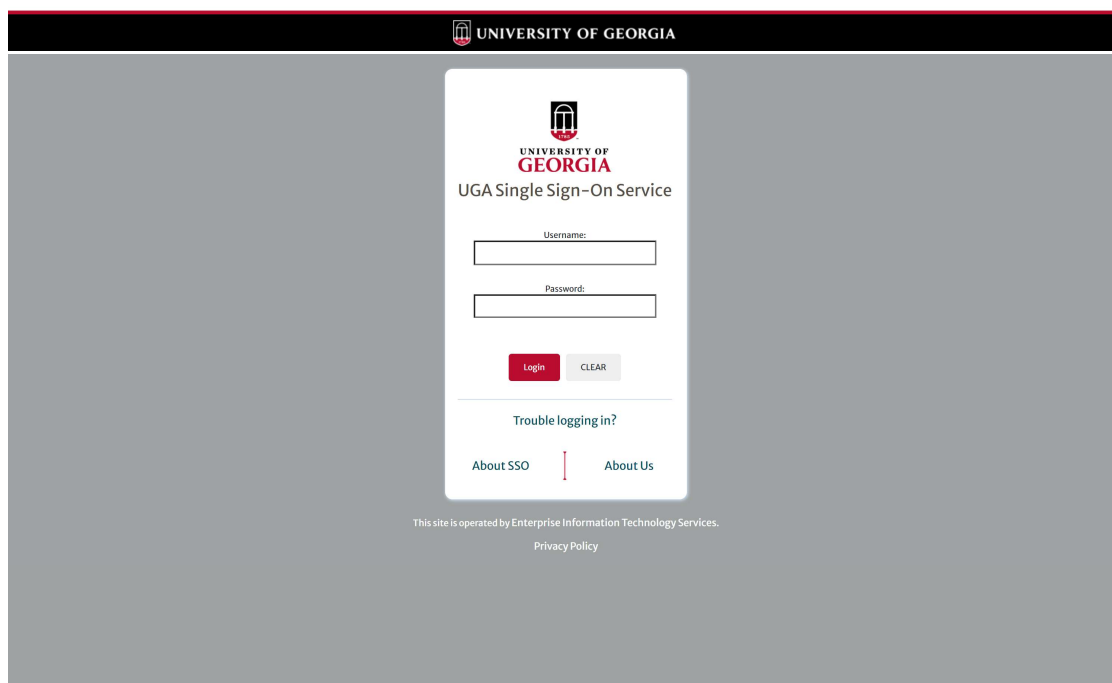 UNIVERSITY OF GEORGIA
1785
UNIVERSITY OF
GEORGIA
UGA Single Sign-On Service
Username:
Password:
Login CLEAR
Trouble logging in?
About SSO About Us
This site is operated by Enterprise Information Technology Services.
Privacy Policy